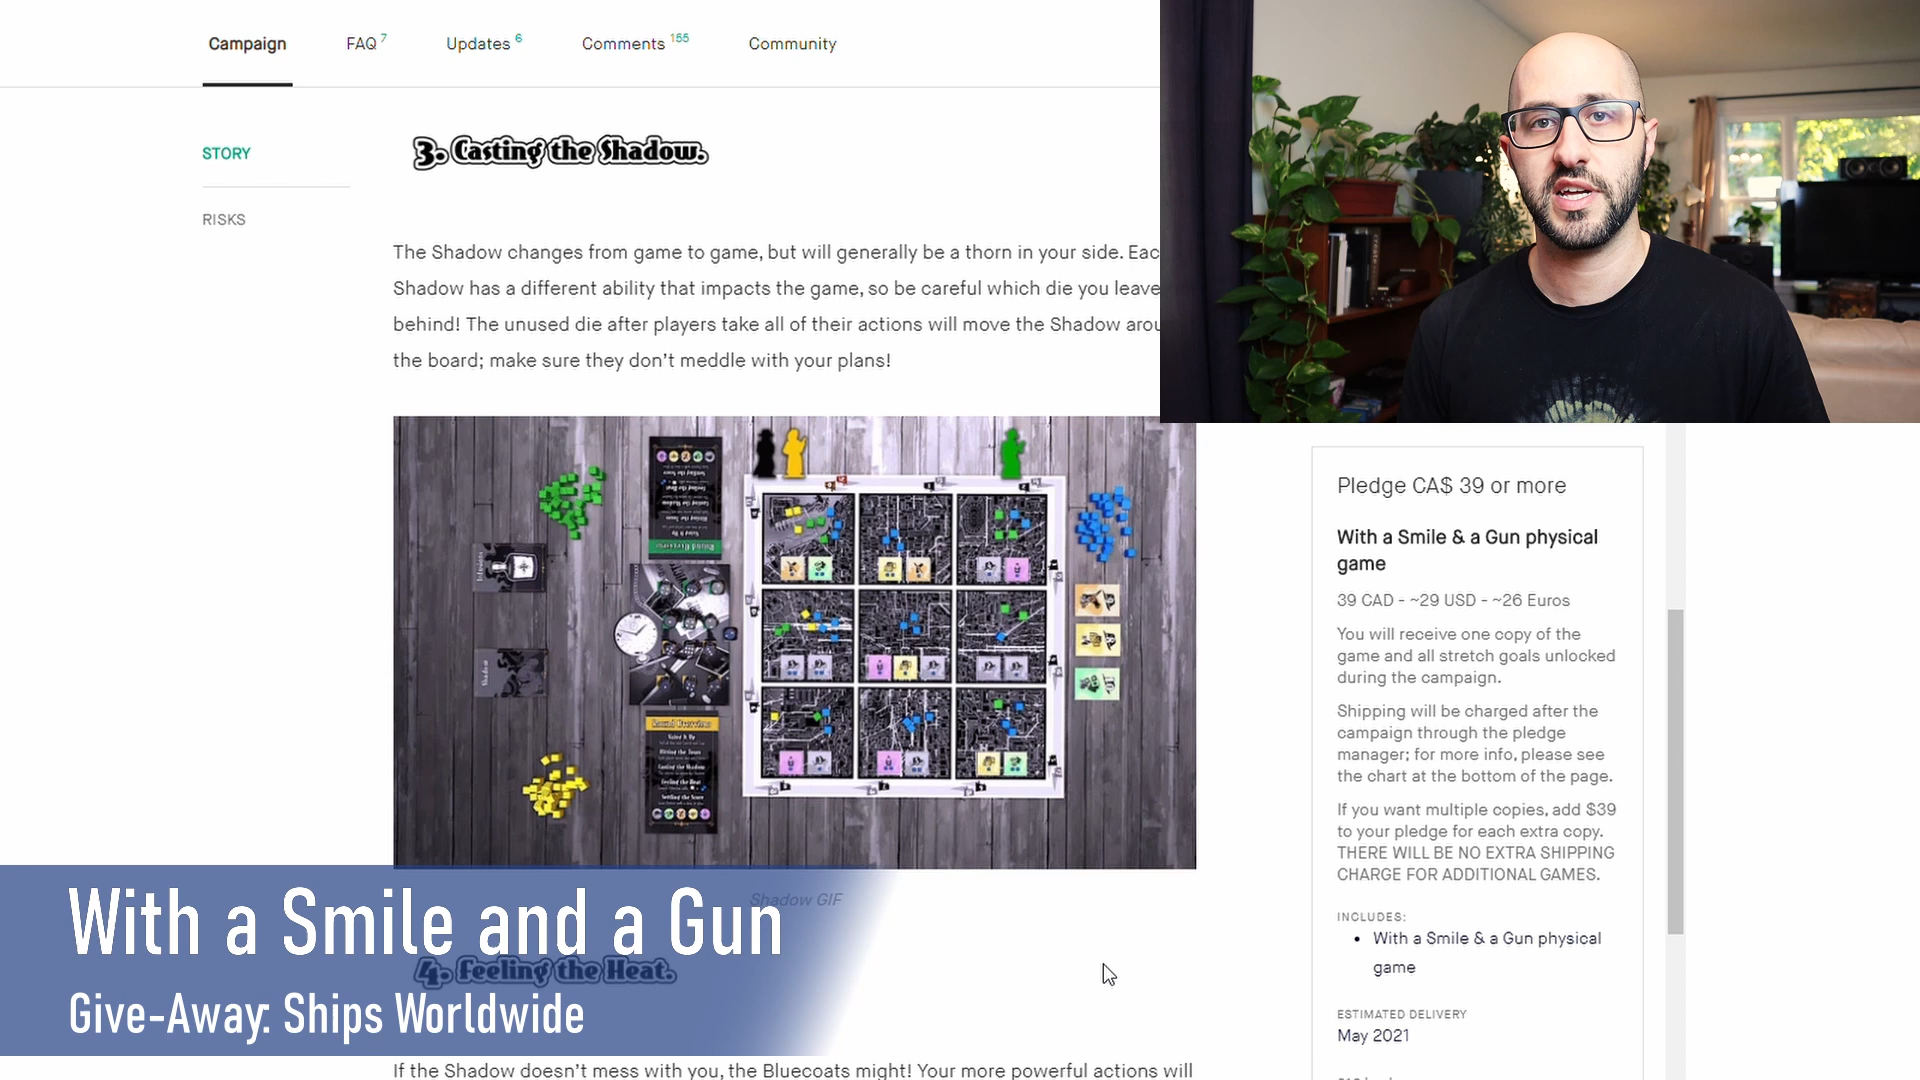 Campaign
FAQ 7
Updates 6
Comments 155
Community
STORY
RISKS
3. Casting the Shadow.
The Shadow changes from game to game, but will generally be a thorn in your side. Eac
Shadow has a different ability that impacts the game, so be careful which die you leave
behind! The unused die after players take all of their actions will move the Shadow arou
the board; make sure they don't meddle with your plans!
Shadow GIF
4. Feeling the Heat.
If the Shadow doesn't mess with you, the Bluecoats might! Your more powerful actions will
With a Smile and a Gun
Give-Away: Ships Worldwide
Pledge CA$ 39 or more
With a Smile & a Gun physical
game
39 CAD - ~29 USD - ~26 Euros
You will receive one copy of the
game and all stretch goals unlocked
during the campaign.
Shipping will be charged after the
campaign through the pledge
manager; for more info, please see
the chart at the bottom of the page.
If you want multiple copies, add $39
to your pledge for each extra copy.
THERE WILL BE NO EXTRA SHIPPING
CHARGE FOR ADDITIONAL GAMES.
INCLUDES:
• With a Smile & a Gun physical
game
ESTIMATED DELIVERY
May 2021